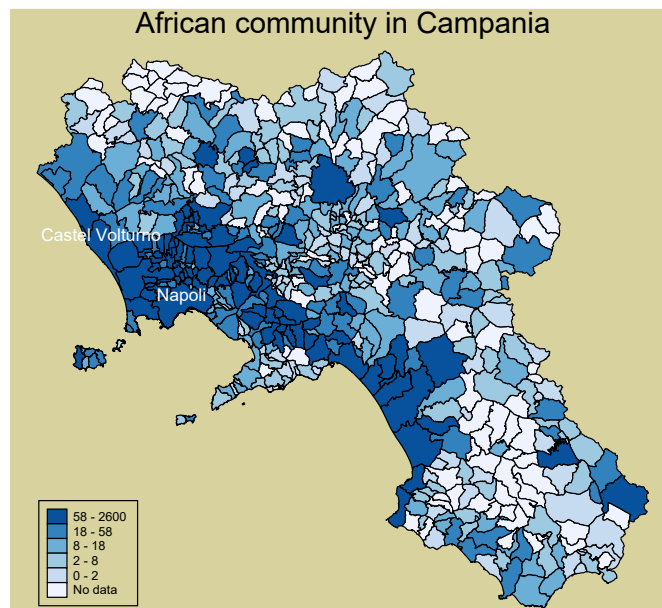 African community in Campania
Castel Volturno
Napoli
58 - 2600
18 - 58
8 - 18
2 - 8
0 - 2
No data